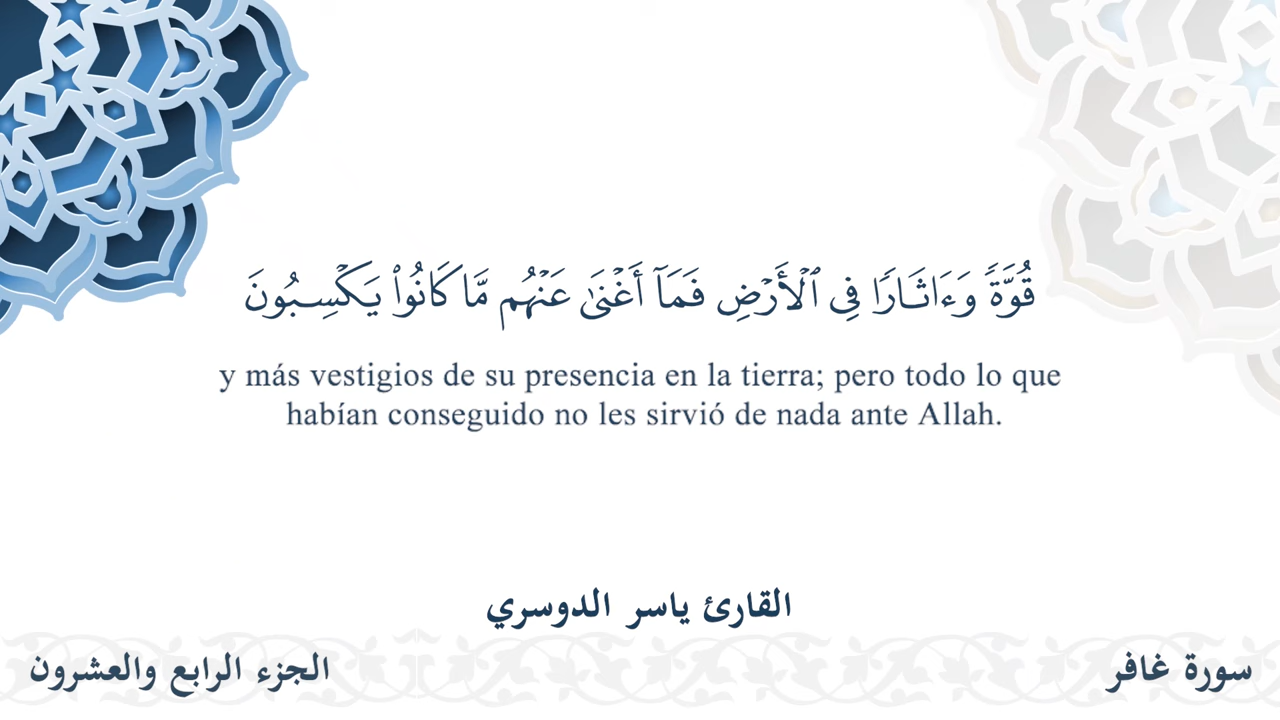 قُوَّةٗ وَءَاثَارٗا فِي ٱلۡأَرۡضِ فَمَآ أَغۡنَىٰ عَنۡهُم مَّا كَانُواْ يَكۡسِبُونَ
y más vestigios de su presencia en la tierra; pero todo lo que
habían conseguido no les sirvió de nada ante Allah.
القارئ ياسر الدوسري
سورة غافر
الجزء الرابع والعشرون